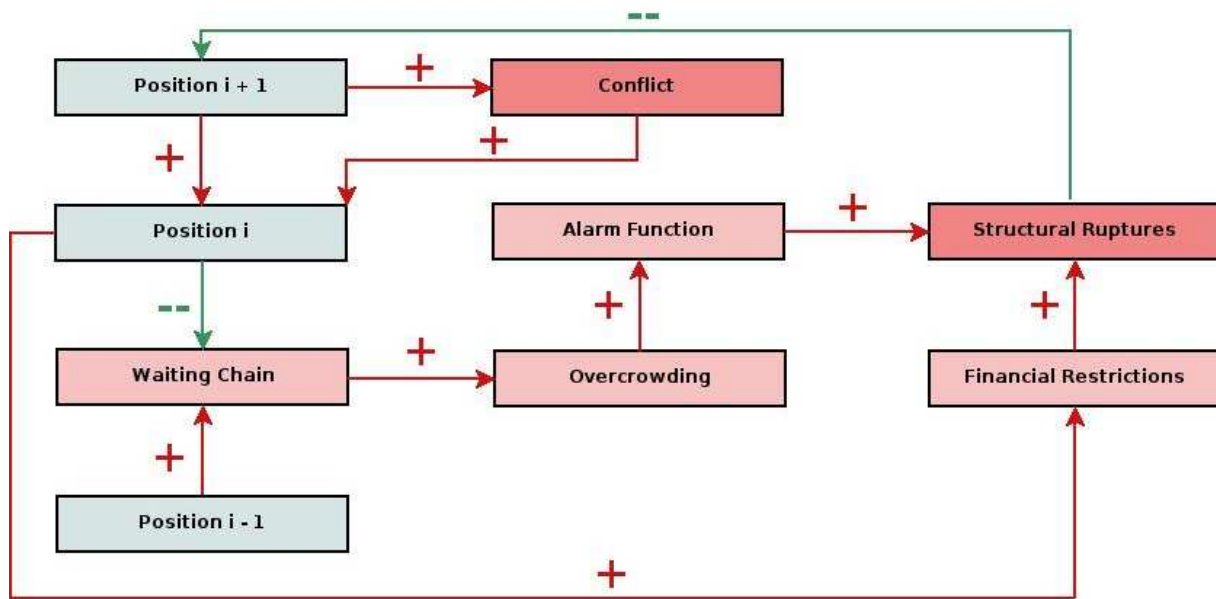 --
Position i + 1
+
Conflict
+
+
Position i
Alarm Function
+
Structural Ruptures
--
+
+
Waiting Chain
+
Overcrowding
Financial Restrictions
+
Position i - 1
+